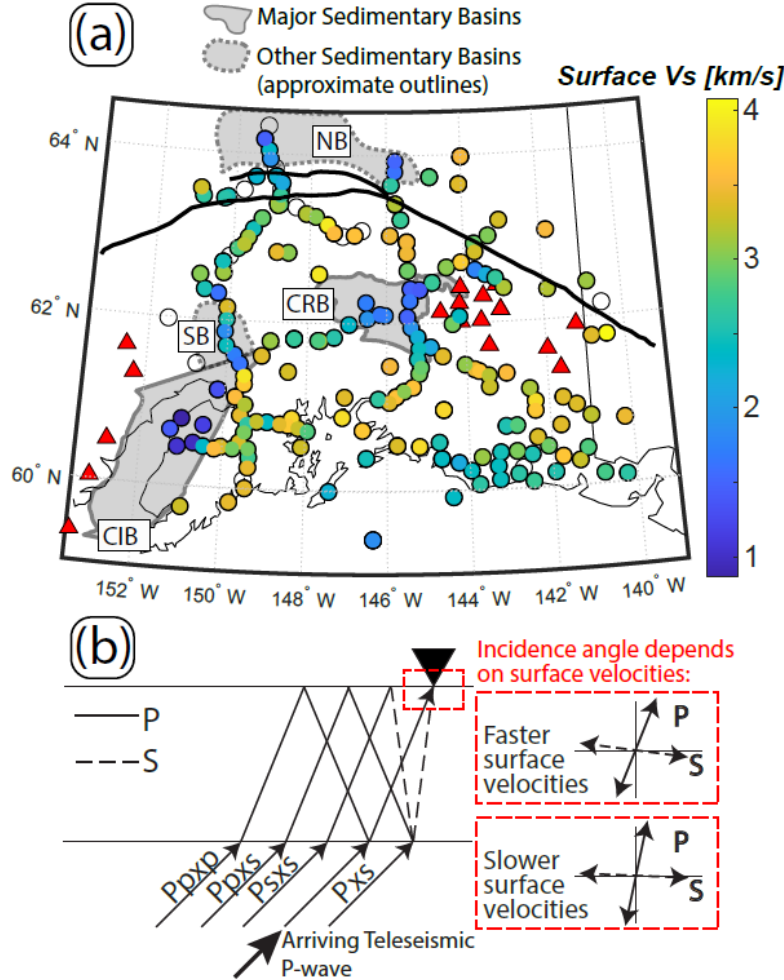 (a)
Major Sedimentary Basins
Other Sedimentary Basins
(approximate outlines)
Surface Vs [km/s]
4
3
2
1
64° N
62° N
60° N
NB
CRB
SB
CIB
152° W
150° W
148° W
146° W
144° W
142° W
140° W
(b)
Incidence angle depends
on surface velocities:
P
S
Faster
surface
velocities
P
S
Slower
surface
velocities
P
S
Ppxp
Ppxs
Psxs
Pxs
Arriving Teleseismic
P-wave